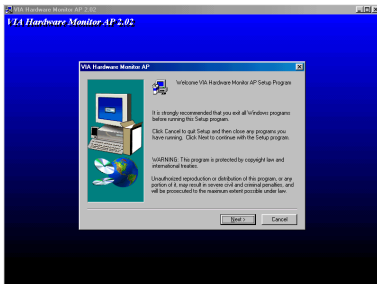 VIA Hardware Monitor AP 2.02
VIA Hardware Monitor AP 2.02
VIA Hardware Monitor AP
Welcome VIA Hardware Monitor AP Setup Program
It is strongly recommended that you exit all Windows programs
before running this Setup program.
Click Cancel to quit Setup and then close any programs you
have running. Click Next to continue with the Setup program.
WARNING: This program is protected by copyright law and
international treaties.
Unauthorized reproduction or distribution of this program, or any
portion of it, may result in severe civil and criminal penalties, and
will be prosecuted to the maximum extent possible under law.
Next >
Cancel